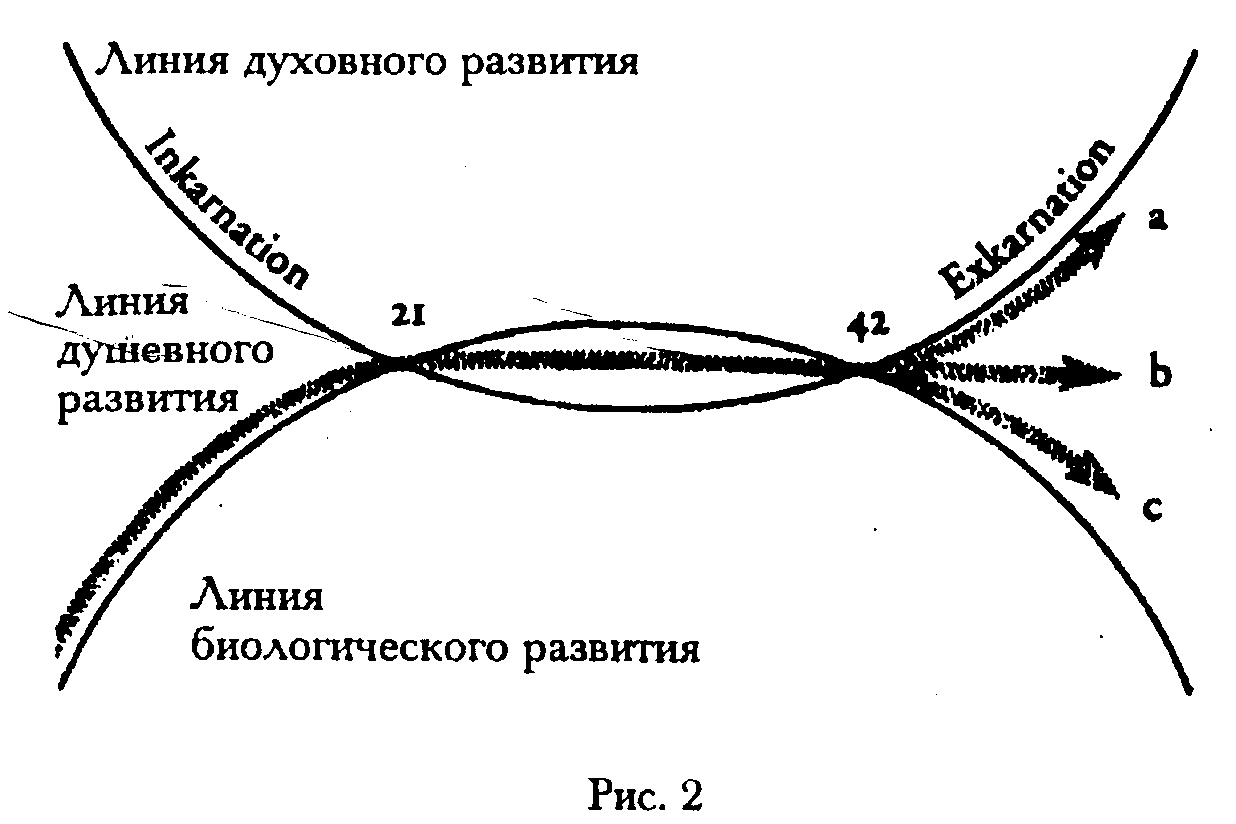 Линия духовного развития
Inkarnation
Exkarnation
a
Линия
душевного
развития
21
42
b
c
Линия
биологического развития
Рис. 2